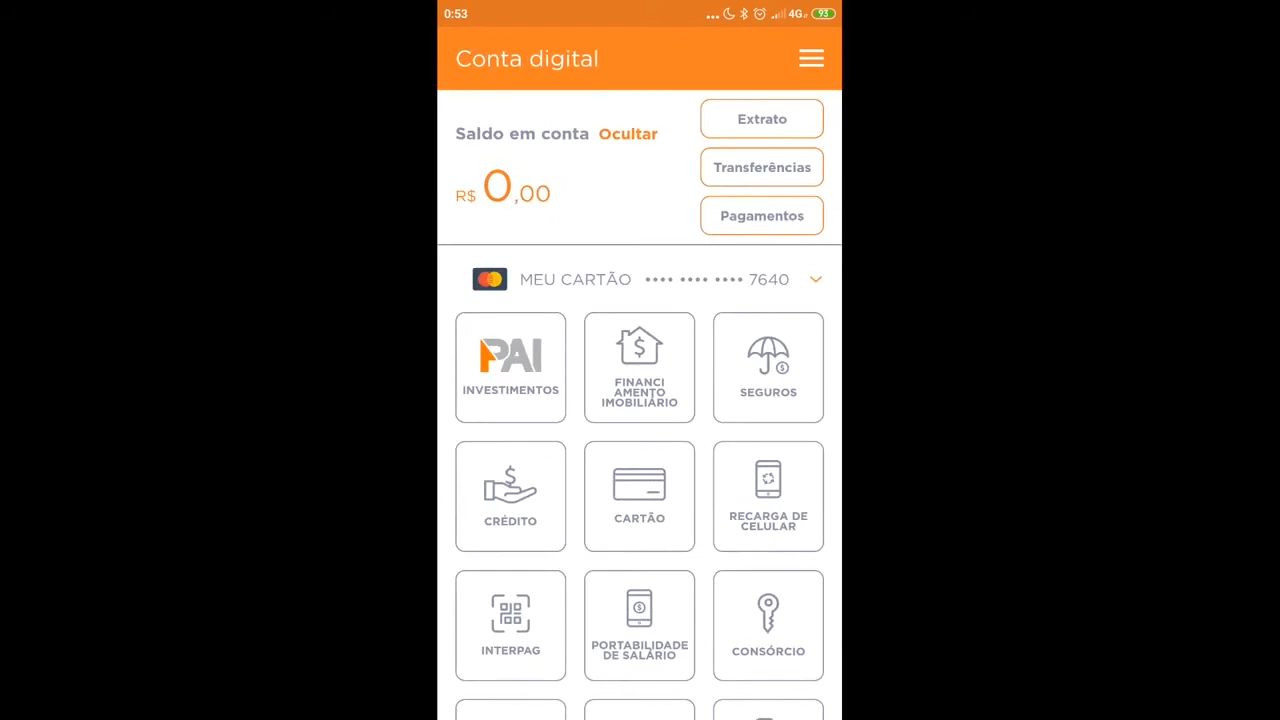 0:53
4G
93
Conta digital
Saldo em conta Ocultar
R$ 0,00
Extrato
Transferências
Pagamentos
MEU CARTÃO •••• •••• •••• 7640
PAI
INVESTIMENTOS
FINANCI
AMENTO
IMOBILIÁRIO
SEGUROS
CRÉDITO
CARTÃO
RECARGA DE
CELULAR
INTERPAG
PORTABILIDADE
DE SALÁRIO
CONSÓRCIO